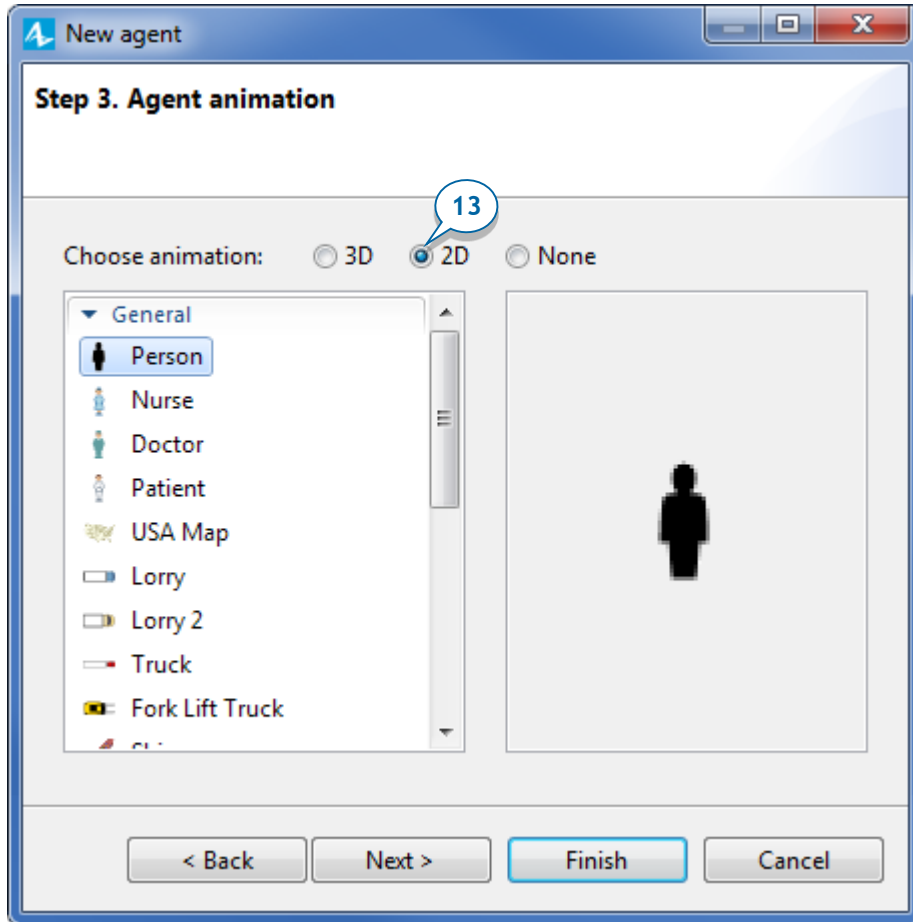 New agent
Step 3. Agent animation
13
Choose animation: 3D 2D None
General
Person
Nurse
Doctor
Patient
USA Map
Lorry
Lorry 2
Truck
Fork Lift Truck
< Back Next > Finish Cancel